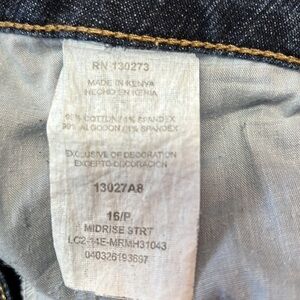 RN 130273
MADE IN KENYA
HECHO EN KENIA
99% COTTON / 1% SPANDEX
99% ALGODON / 1% SPANDEX
EXCLUSIVE OF DECORATION
EXCEPTO DECORACION
13027A8
16/P
MIDRISE STRT
LC2-14E-MRMH31043
040326193697